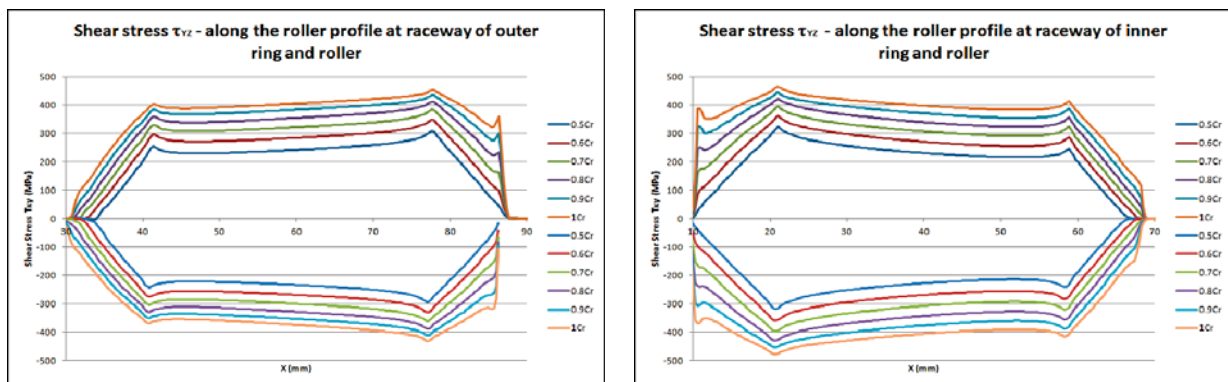 Shear stress τYZ - along the roller profile at raceway of outer
ring and roller
500
400
300
200
100
0
-100
-200
-300
-400
-500
30
40
50
60
70
80
90
Shear Stress Txy (MPa)
X (mm)
0.5Cr
0.6Cr
0.7Cr
0.8Cr
0.9Cr
1Cr
0.5Cr
0.6Cr
0.7Cr
0.8Cr
0.9Cr
1Cr
Shear stress τYZ - along the roller profile at raceway of inner
ring and roller
500
400
300
200
100
0
-100
-200
-300
-400
-500
10
20
30
40
50
60
70
Shear Stress Txy (MPa)
X (mm)
0.5Cr
0.6Cr
0.7Cr
0.8Cr
0.9Cr
1Cr
0.5Cr
0.6Cr
0.7Cr
0.8Cr
0.9Cr
1Cr